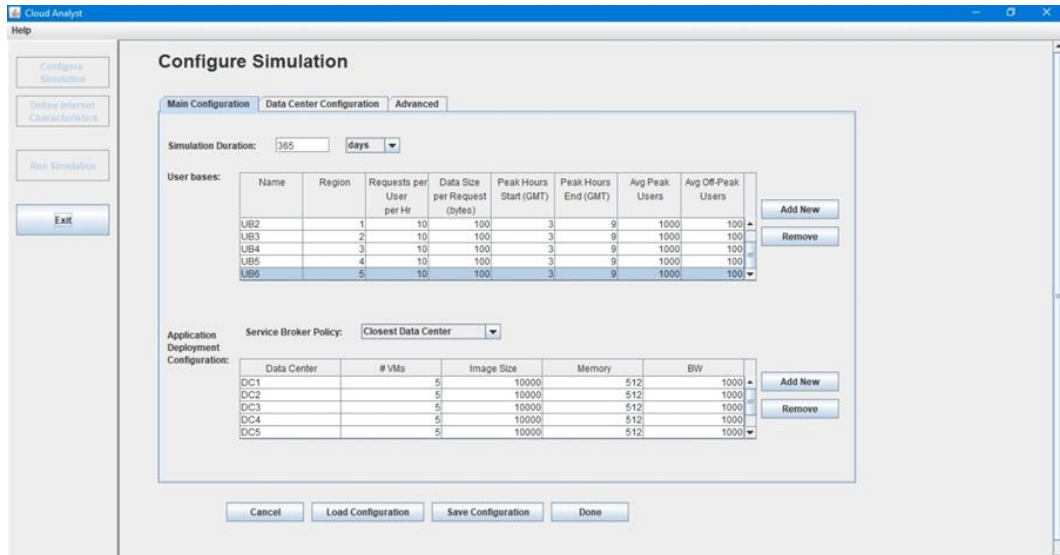 Cloud Analyst
Help
Configure
Simulation
Define Internet
Characteristics
Run Simulation
Exit
Configure Simulation
Main Configuration Data Center Configuration Advanced
Simulation Duration: 365 days
User bases:
Name Region Requests per User per Hr Data Size per Request (bytes) Peak Hours Start (GMT) Peak Hours End (GMT) Avg Peak Users Avg Off-Peak Users
UB2 1 10 100 3 9 1000 100
UB3 2 10 100 3 9 1000 100
UB4 3 10 100 3 9 1000 100
UB5 4 10 100 3 9 1000 100
UB6 5 10 100 3 9 1000 100
Add New
Remove
Application
Deployment
Configuration:
Service Broker Policy: Closest Data Center
Data Center # VMs Image Size Memory BW
DC1 5 10000 512 1000
DC2 5 10000 512 1000
DC3 5 10000 512 1000
DC4 5 10000 512 1000
DC5 5 10000 512 1000
Add New
Remove
Cancel Load Configuration Save Configuration Done